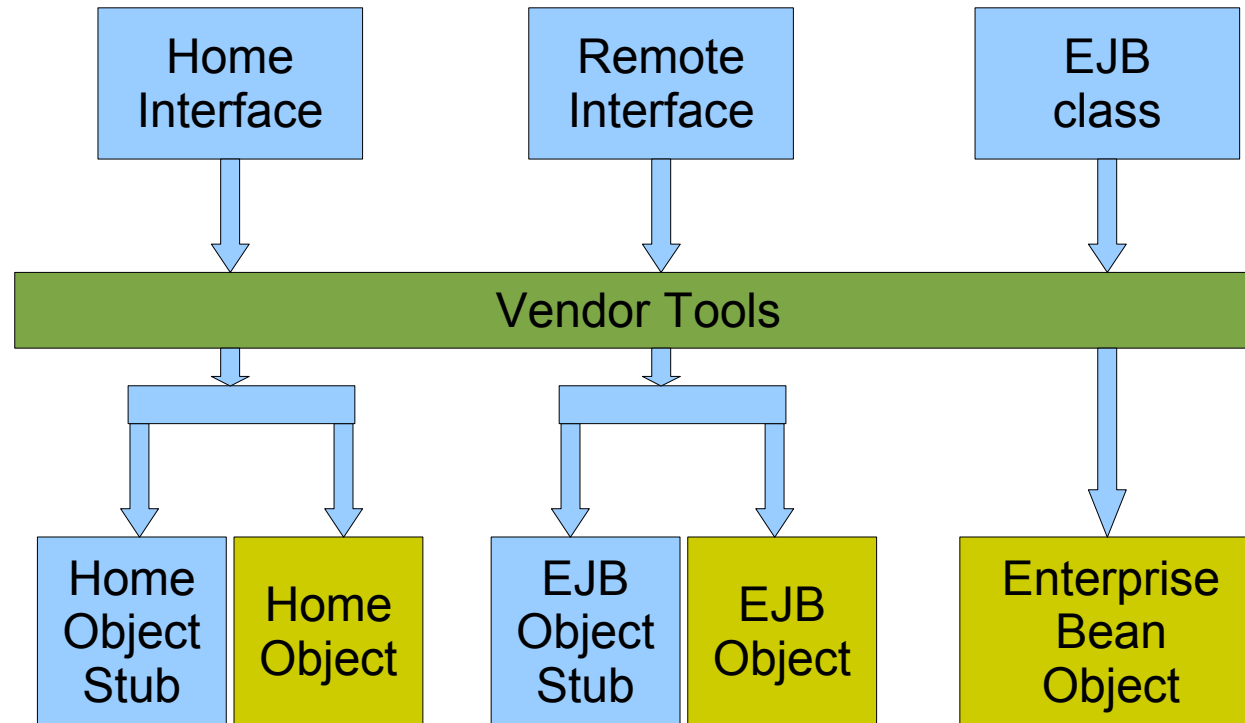 Home
Interface
Remote
Interface
EJB
class
Vendor Tools
Home
Object
Stub
Home
Object
EJB
Object
Stub
EJB
Object
Enterprise
Bean
Object